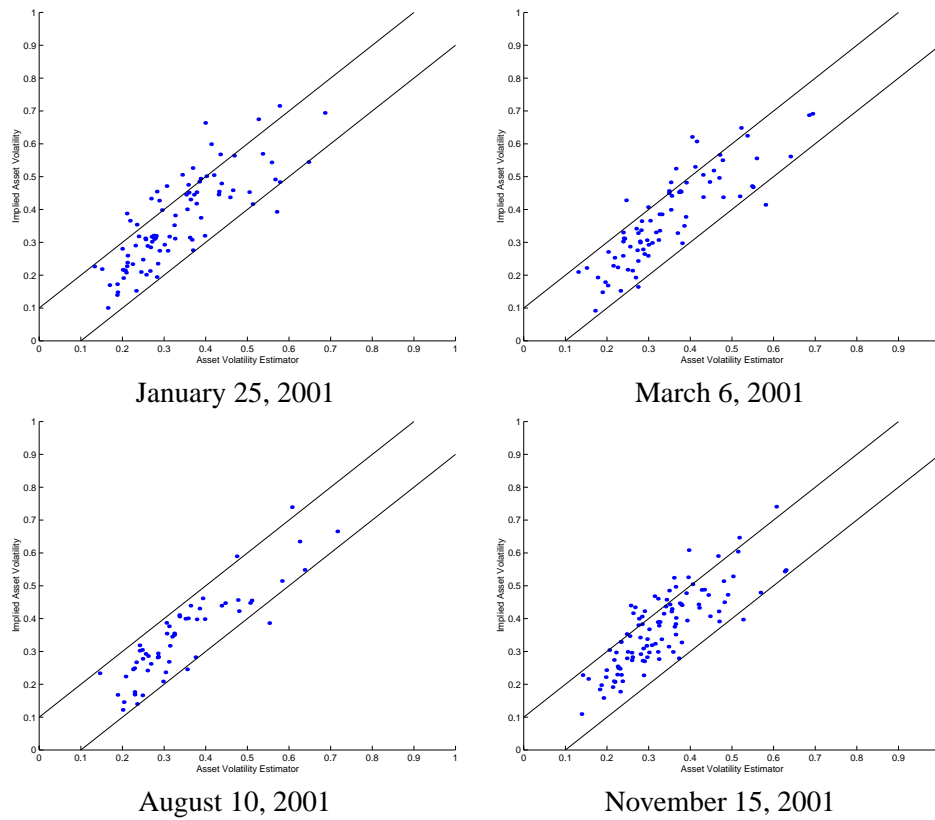 1
0.9
0.8
0.7
0.6
0.5
0.4
0.3
0.2
0.1
0
Implied Asset Volatility
0 0.1 0.2 0.3 0.4 0.5 0.6 0.7 0.8 0.9 1
Asset Volatility Estimator
January 25, 2001
1
0.9
0.8
0.7
0.6
0.5
0.4
0.3
0.2
0.1
0
Implied Asset Volatility
0 0.1 0.2 0.3 0.4 0.5 0.6 0.7 0.8 0.9
Asset Volatility Estimator
March 6, 2001
1
0.9
0.8
0.7
0.6
0.5
0.4
0.3
0.2
0.1
0
Implied Asset Volatility
0 0.1 0.2 0.3 0.4 0.5 0.6 0.7 0.8 0.9 1
Asset Volatility Estimator
August 10, 2001
1
0.9
0.8
0.7
0.6
0.5
0.4
0.3
0.2
0.1
0
Implied Asset Volatility
0 0.1 0.2 0.3 0.4 0.5 0.6 0.7 0.8 0.9
Asset Volatility Estimator
November 15, 2001